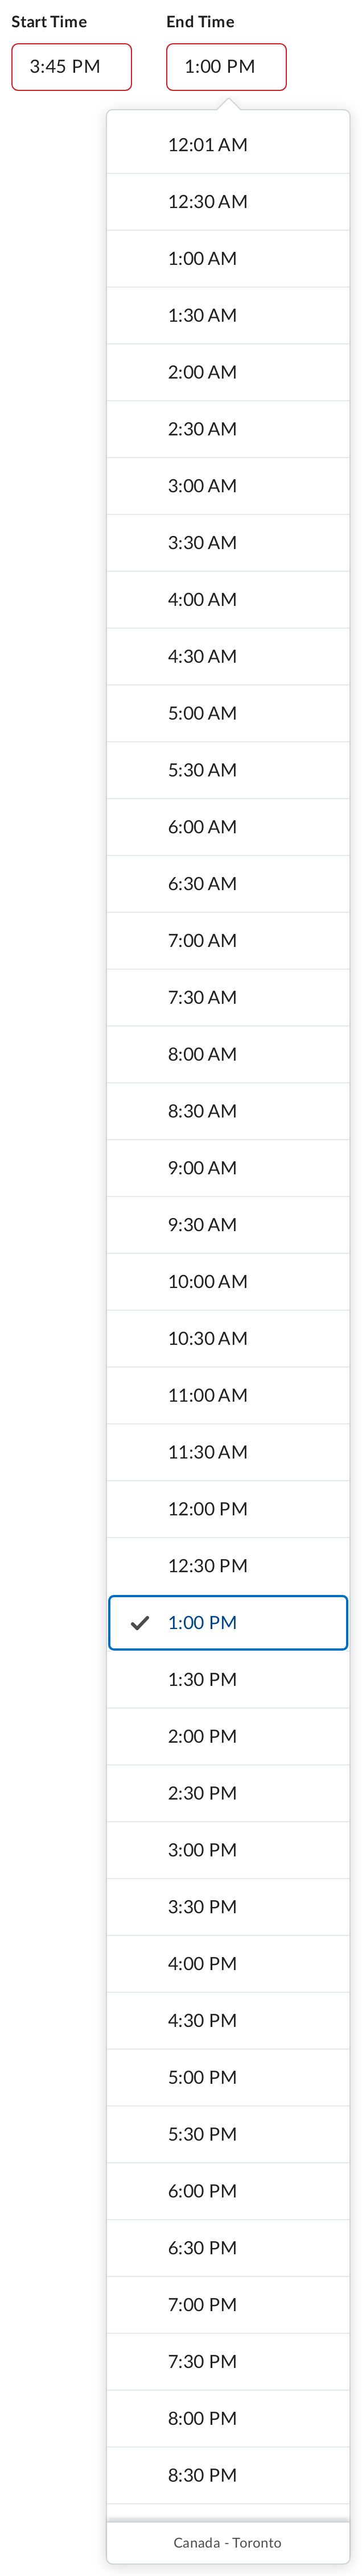 Start Time End Time
3:45 PM 1:00 PM
12:01 AM
12:30 AM
1:00 AM
1:30 AM
2:00 AM
2:30 AM
3:00 AM
3:30 AM
4:00 AM
4:30 AM
5:00 AM
5:30 AM
6:00 AM
6:30 AM
7:00 AM
7:30 AM
8:00 AM
8:30 AM
9:00 AM
9:30 AM
10:00 AM
10:30 AM
11:00 AM
11:30 AM
12:00 PM
12:30 PM
1:00 PM
1:30 PM
2:00 PM
2:30 PM
3:00 PM
3:30 PM
4:00 PM
4:30 PM
5:00 PM
5:30 PM
6:00 PM
6:30 PM
7:00 PM
7:30 PM
8:00 PM
8:30 PM
Canada - Toronto